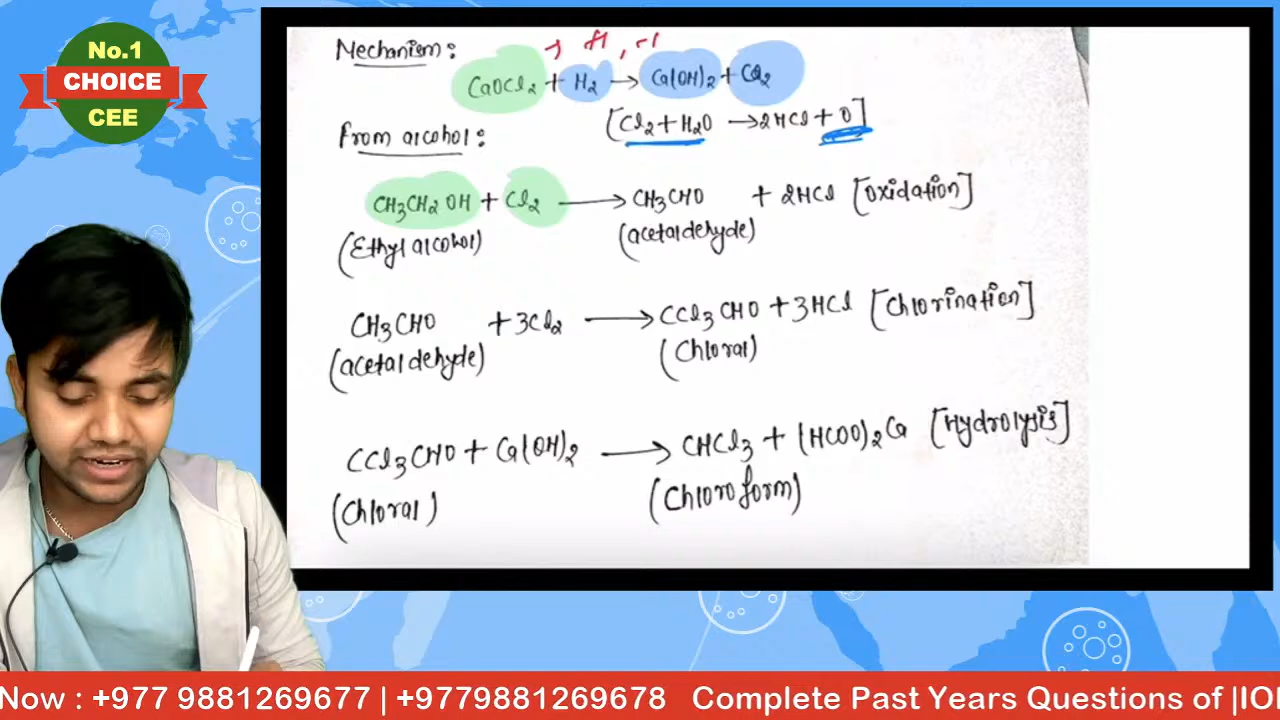 No.1
CHOICE
CEE
Mechanism:
CaOCl2 + H2 → Ca(OH)2 + Cl2
[Cl2 + H2O → 2HCl + O]
From alcohol:
CH3CH2OH + Cl2 → CH3CHO + 2HCl [Oxidation]
(Ethyl alcohol) (acetaldehyde)
CH3CHO + 3Cl2 → CCl3CHO + 3HCl [Chlorination]
(acetaldehyde) (Chloral)
CCl3CHO + Ca(OH)2 → CHCl3 + (HCOO)2Ca [Hydrolysis]
(Chloral) (Chloroform)
Now : +977 9881269677 | +9779881269678 Complete Past Years Questions of |IO